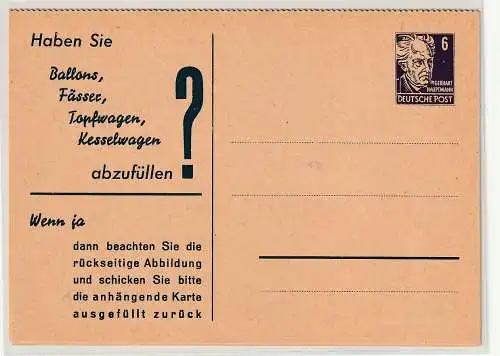 Haben Sie
Ballons,
Fässer,
Topfwagen,
Kesselwagen
abzufüllen
?
Wenn ja
dann beachten Sie die
rückseitige Abbildung
und schicken Sie bitte
die anhängende Karte
ausgefüllt zurück
6
GERHART
HAUPTMANN
DEUTSCHE POST